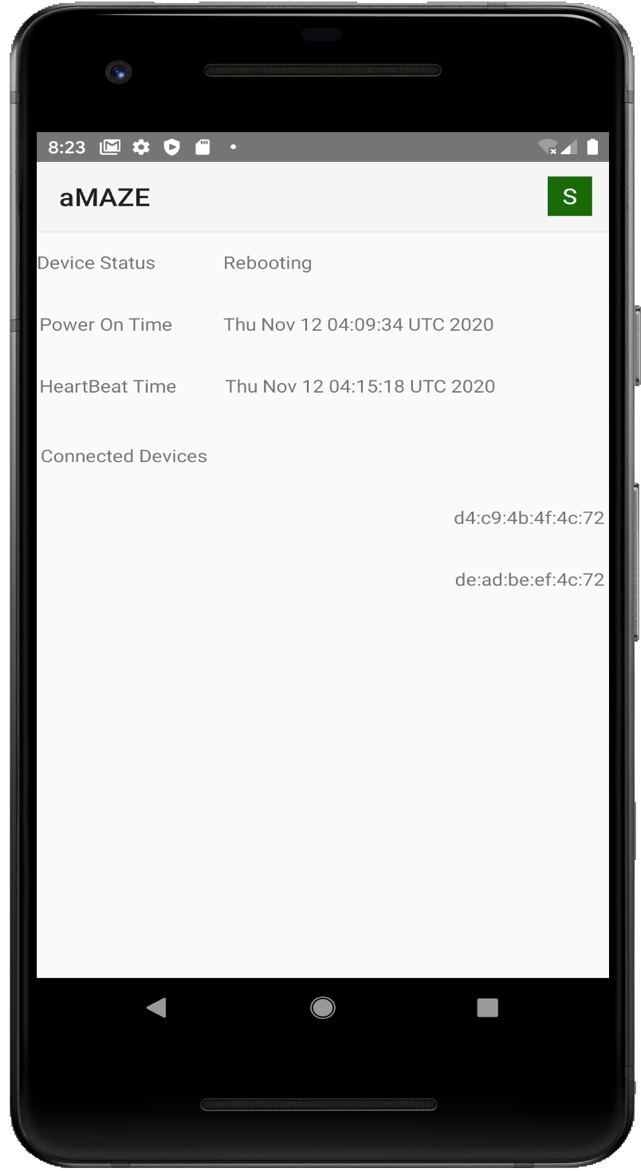 8:23
aMAZE
S
Device Status Rebooting
Power On Time Thu Nov 12 04:09:34 UTC 2020
HeartBeat Time Thu Nov 12 04:15:18 UTC 2020
Connected Devices
d4:c9:4b:4f:4c:72
de:ad:be:ef:4c:72